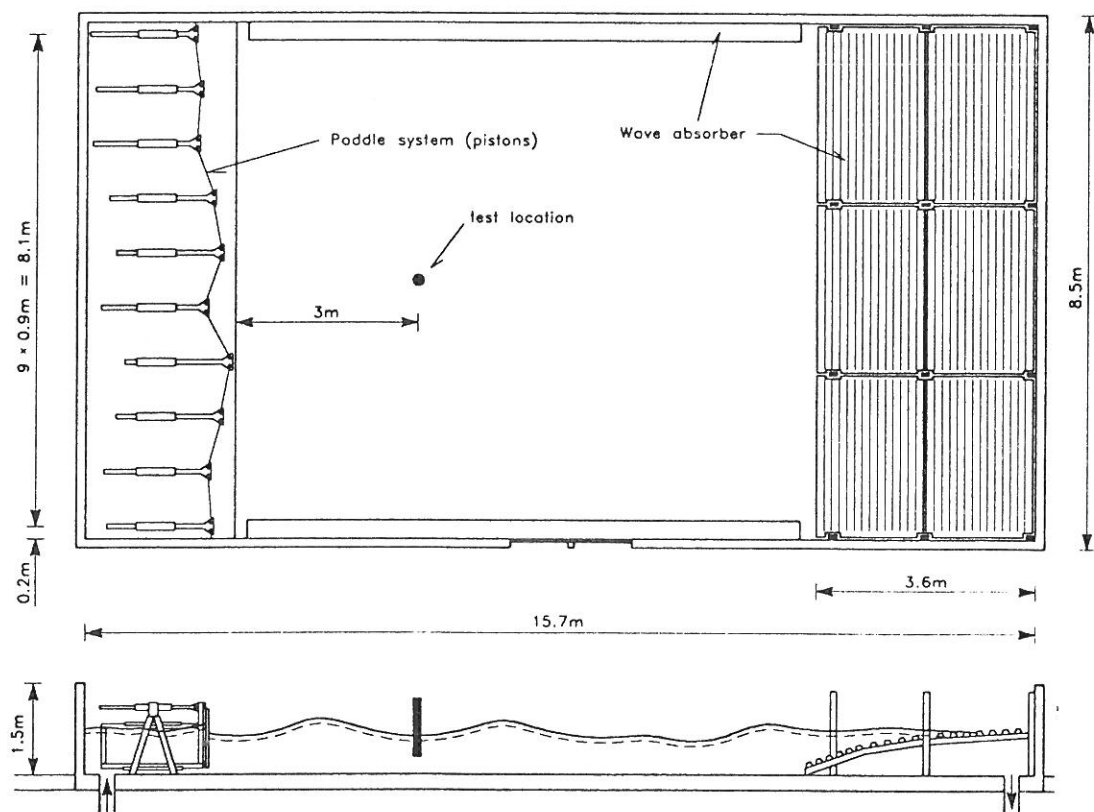 Paddle system (pistons)
Wave absorber
test location
3m
9 × 0.9m = 8.1m
8.5m
0.2m
3.6m
15.7m
1.5m